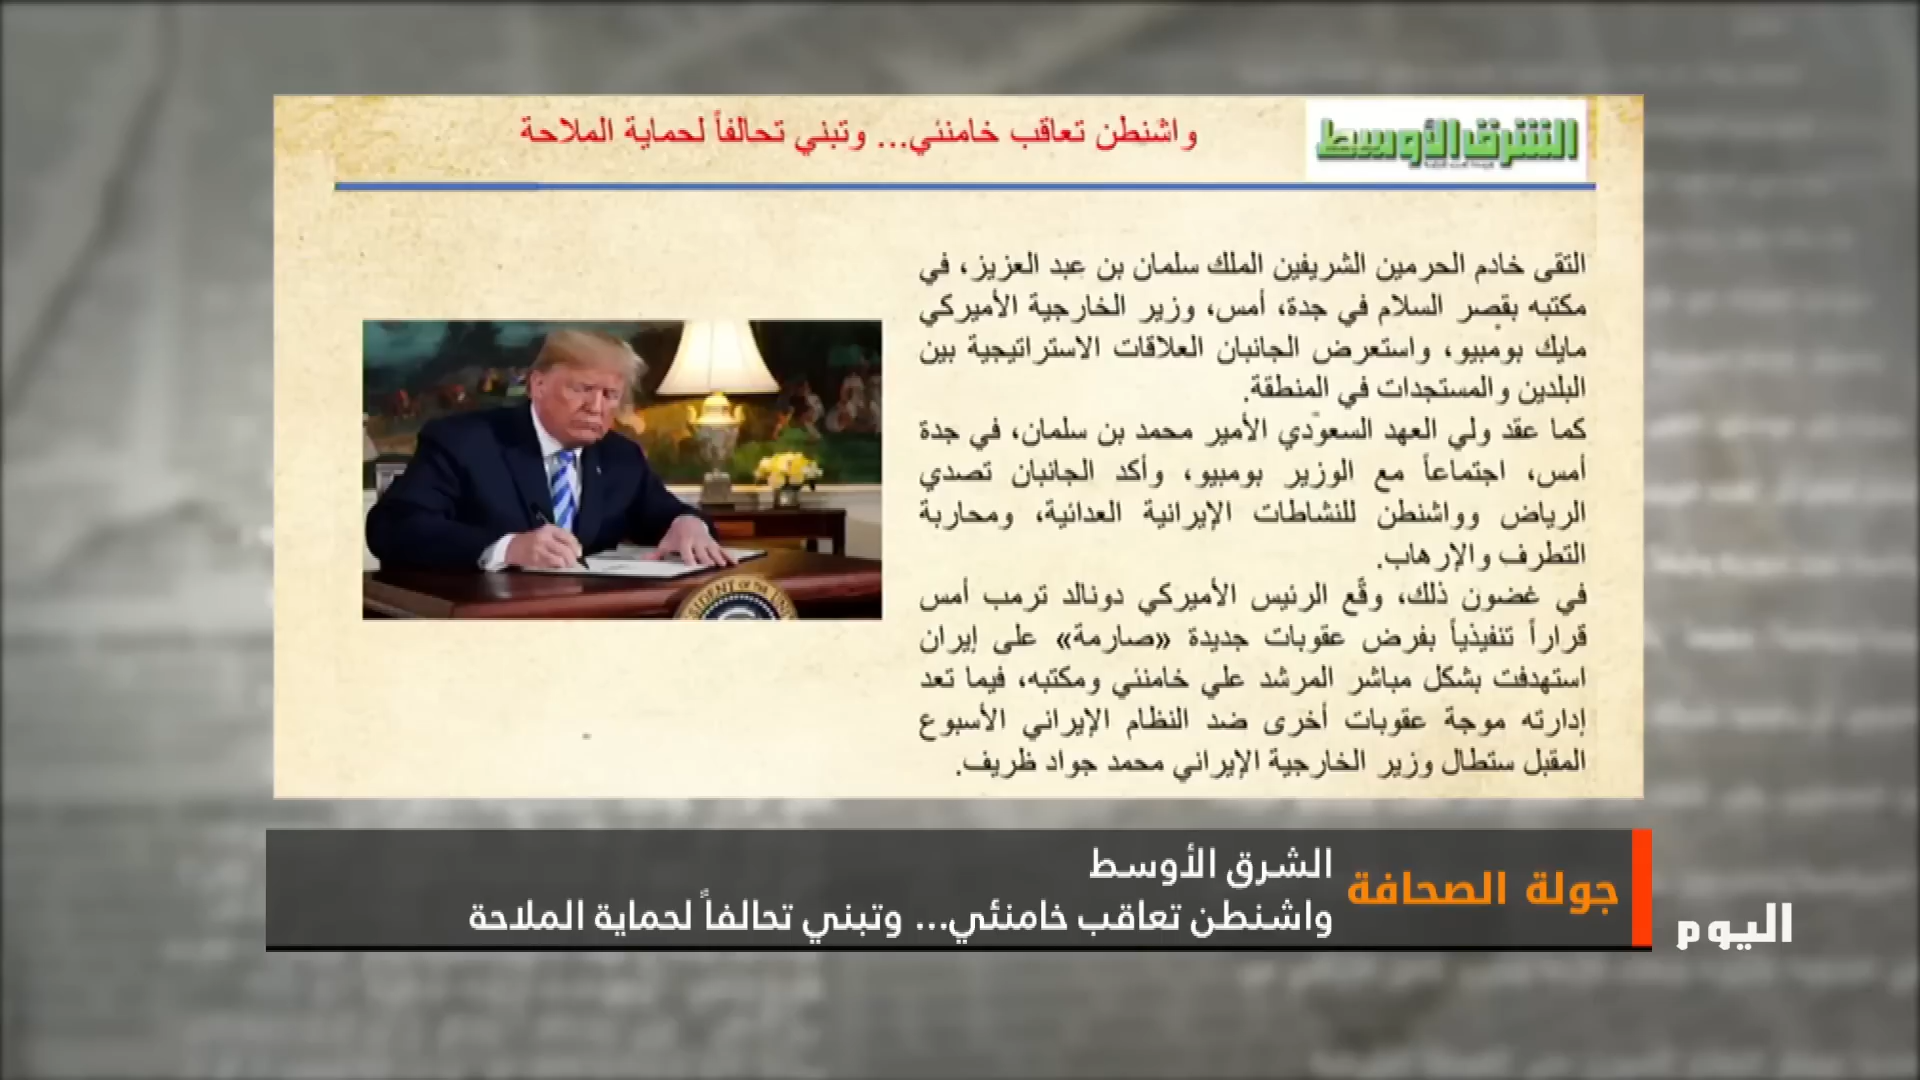 واشنطن تعاقب خامنئي... وتبني تحالفاً لحماية الملاحة
الشرق الأوسط
التقى خادم الحرمين الشريفين الملك سلمان بن عبد العزيز، في
مكتبه بقصر السلام في جدة، أمس، وزير الخارجية الأميركي
مايك بومبيو، واستعرض الجانبان العلاقات الاستراتيجية بين
البلدين والمستجدات في المنطقة.
كما عقد ولي العهد السعودي الأمير محمد بن سلمان، في جدة
أمس، اجتماعاً مع الوزير بومبيو، وأكد الجانبان تصدي
الرياض وواشنطن للنشاطات الإيرانية العدائية، ومحاربة
التطرف والإرهاب.
في غضون ذلك، وقّع الرئيس الأميركي دونالد ترمب أمس
قراراً تنفيذياً بفرض عقوبات جديدة «صارمة» على إيران
استهدفت بشكل مباشر المرشد علي خامنئي ومكتبه، فيما تعد
إدارته موجة عقوبات أخرى ضد النظام الإيراني الأسبوع
المقبل ستطال وزير الخارجية الإيراني محمد جواد ظريف.
جولة الصحافة
الشرق الأوسط
واشنطن تعاقب خامنئي... وتبني تحالفاً لحماية الملاحة
اليوم